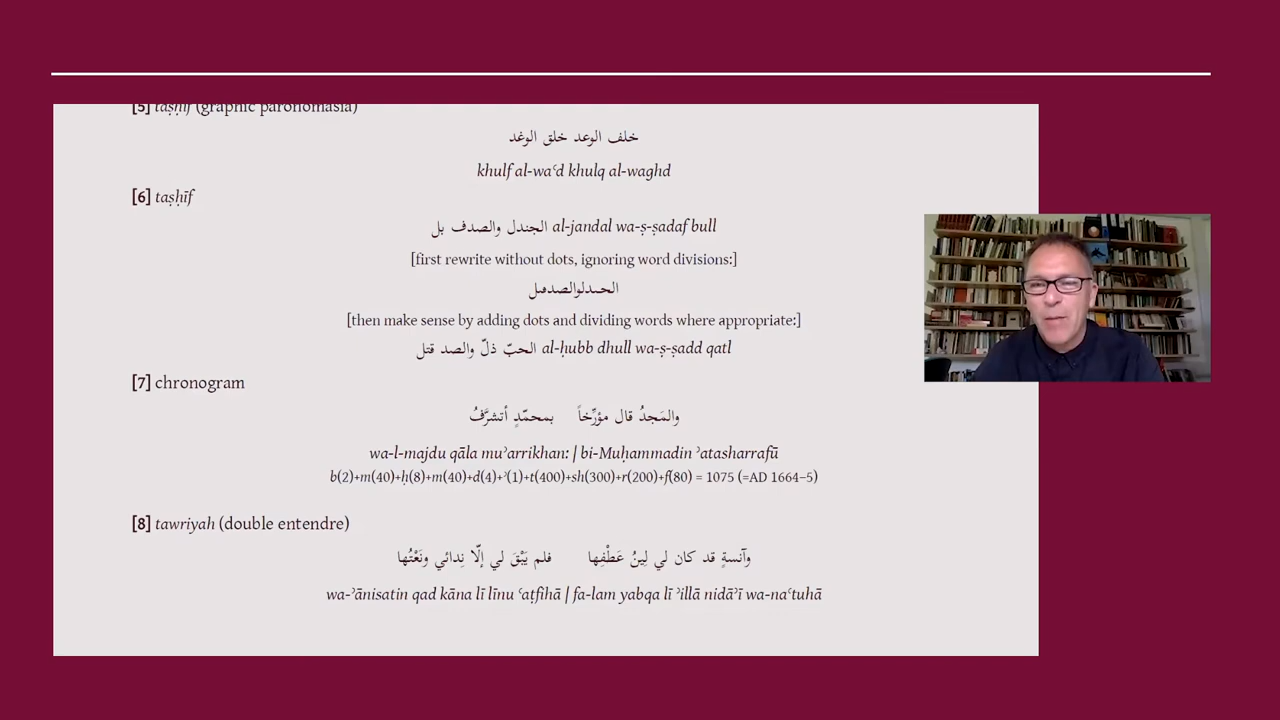 [5] taṣḥīf (graphic paronomasia)
خلف الوعد خلق الوغد
khulf al-waʿd khulq al-waghd
[6] taṣḥīf
الجندل والصدف بل al-jandal wa-ṣ-ṣadaf bull
[first rewrite without dots, ignoring word divisions:]
[then make sense by adding dots and dividing words where appropriate:]
الحبّ ذلّ والصد قتل al-ḥubb dhull wa-ṣ-ṣadd qatl
[7] chronogram
والمَجدُ قال مؤرِّخاً بمحمّدٍ أتشرَّفُ
wa-l-majdu qāla muʾarrikhan: | bi-Muḥammadin ʾatasharrafū
b(2)+m(40)+ḥ(8)+m(40)+d(4)+ʾ(1)+t(400)+sh(300)+r(200)+f(80) = 1075 (=AD 1664–5)
[8] tawriyah (double entendre)
وآنسةٍ قد كان لي لِينُ عَطْفِها فلم يَبْقَ لي إلّا نِدائي ونَعْتُها
wa-ʾānisatin qad kāna lī līnu ʿaṭfihā | fa-lam yabqa lī ʾillā nidāʾī wa-naʿtuhā